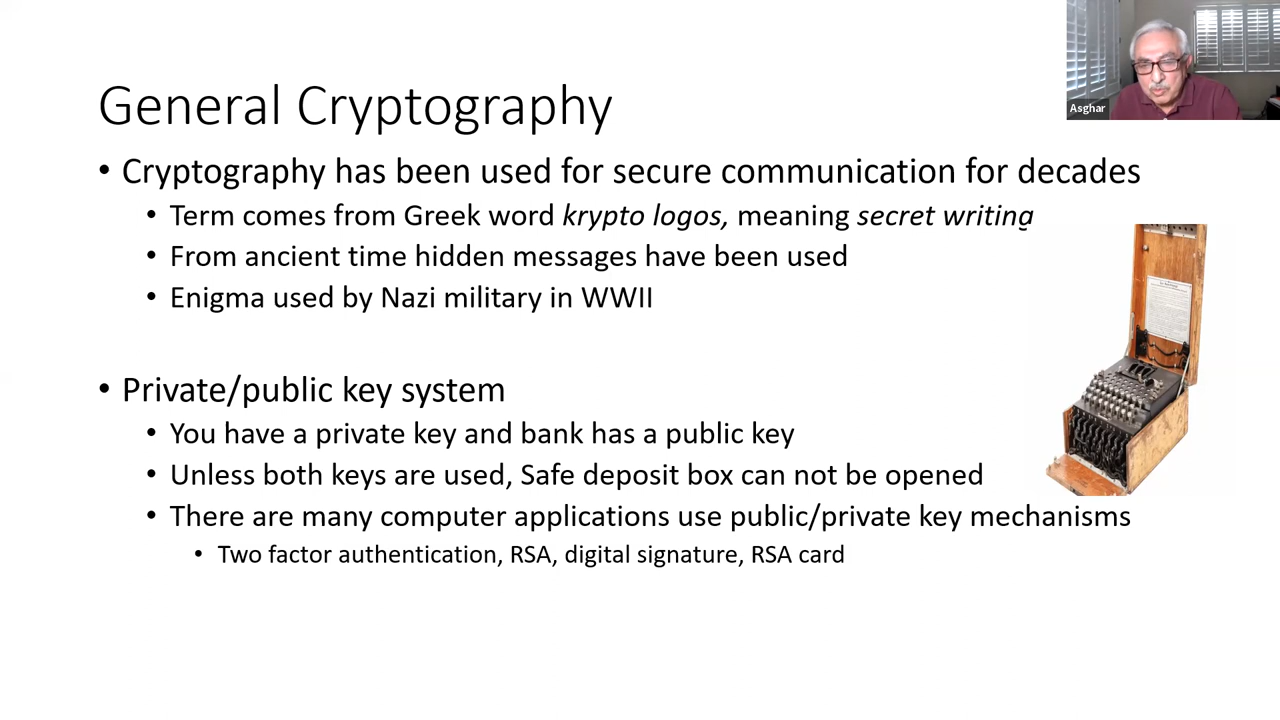 Asghar
General Cryptography
• Cryptography has been used for secure communication for decades
• Term comes from Greek word krypto logos, meaning secret writing
• From ancient time hidden messages have been used
• Enigma used by Nazi military in WWII
• Private/public key system
• You have a private key and bank has a public key
• Unless both keys are used, Safe deposit box can not be opened
• There are many computer applications use public/private key mechanisms
• Two factor authentication, RSA, digital signature, RSA card